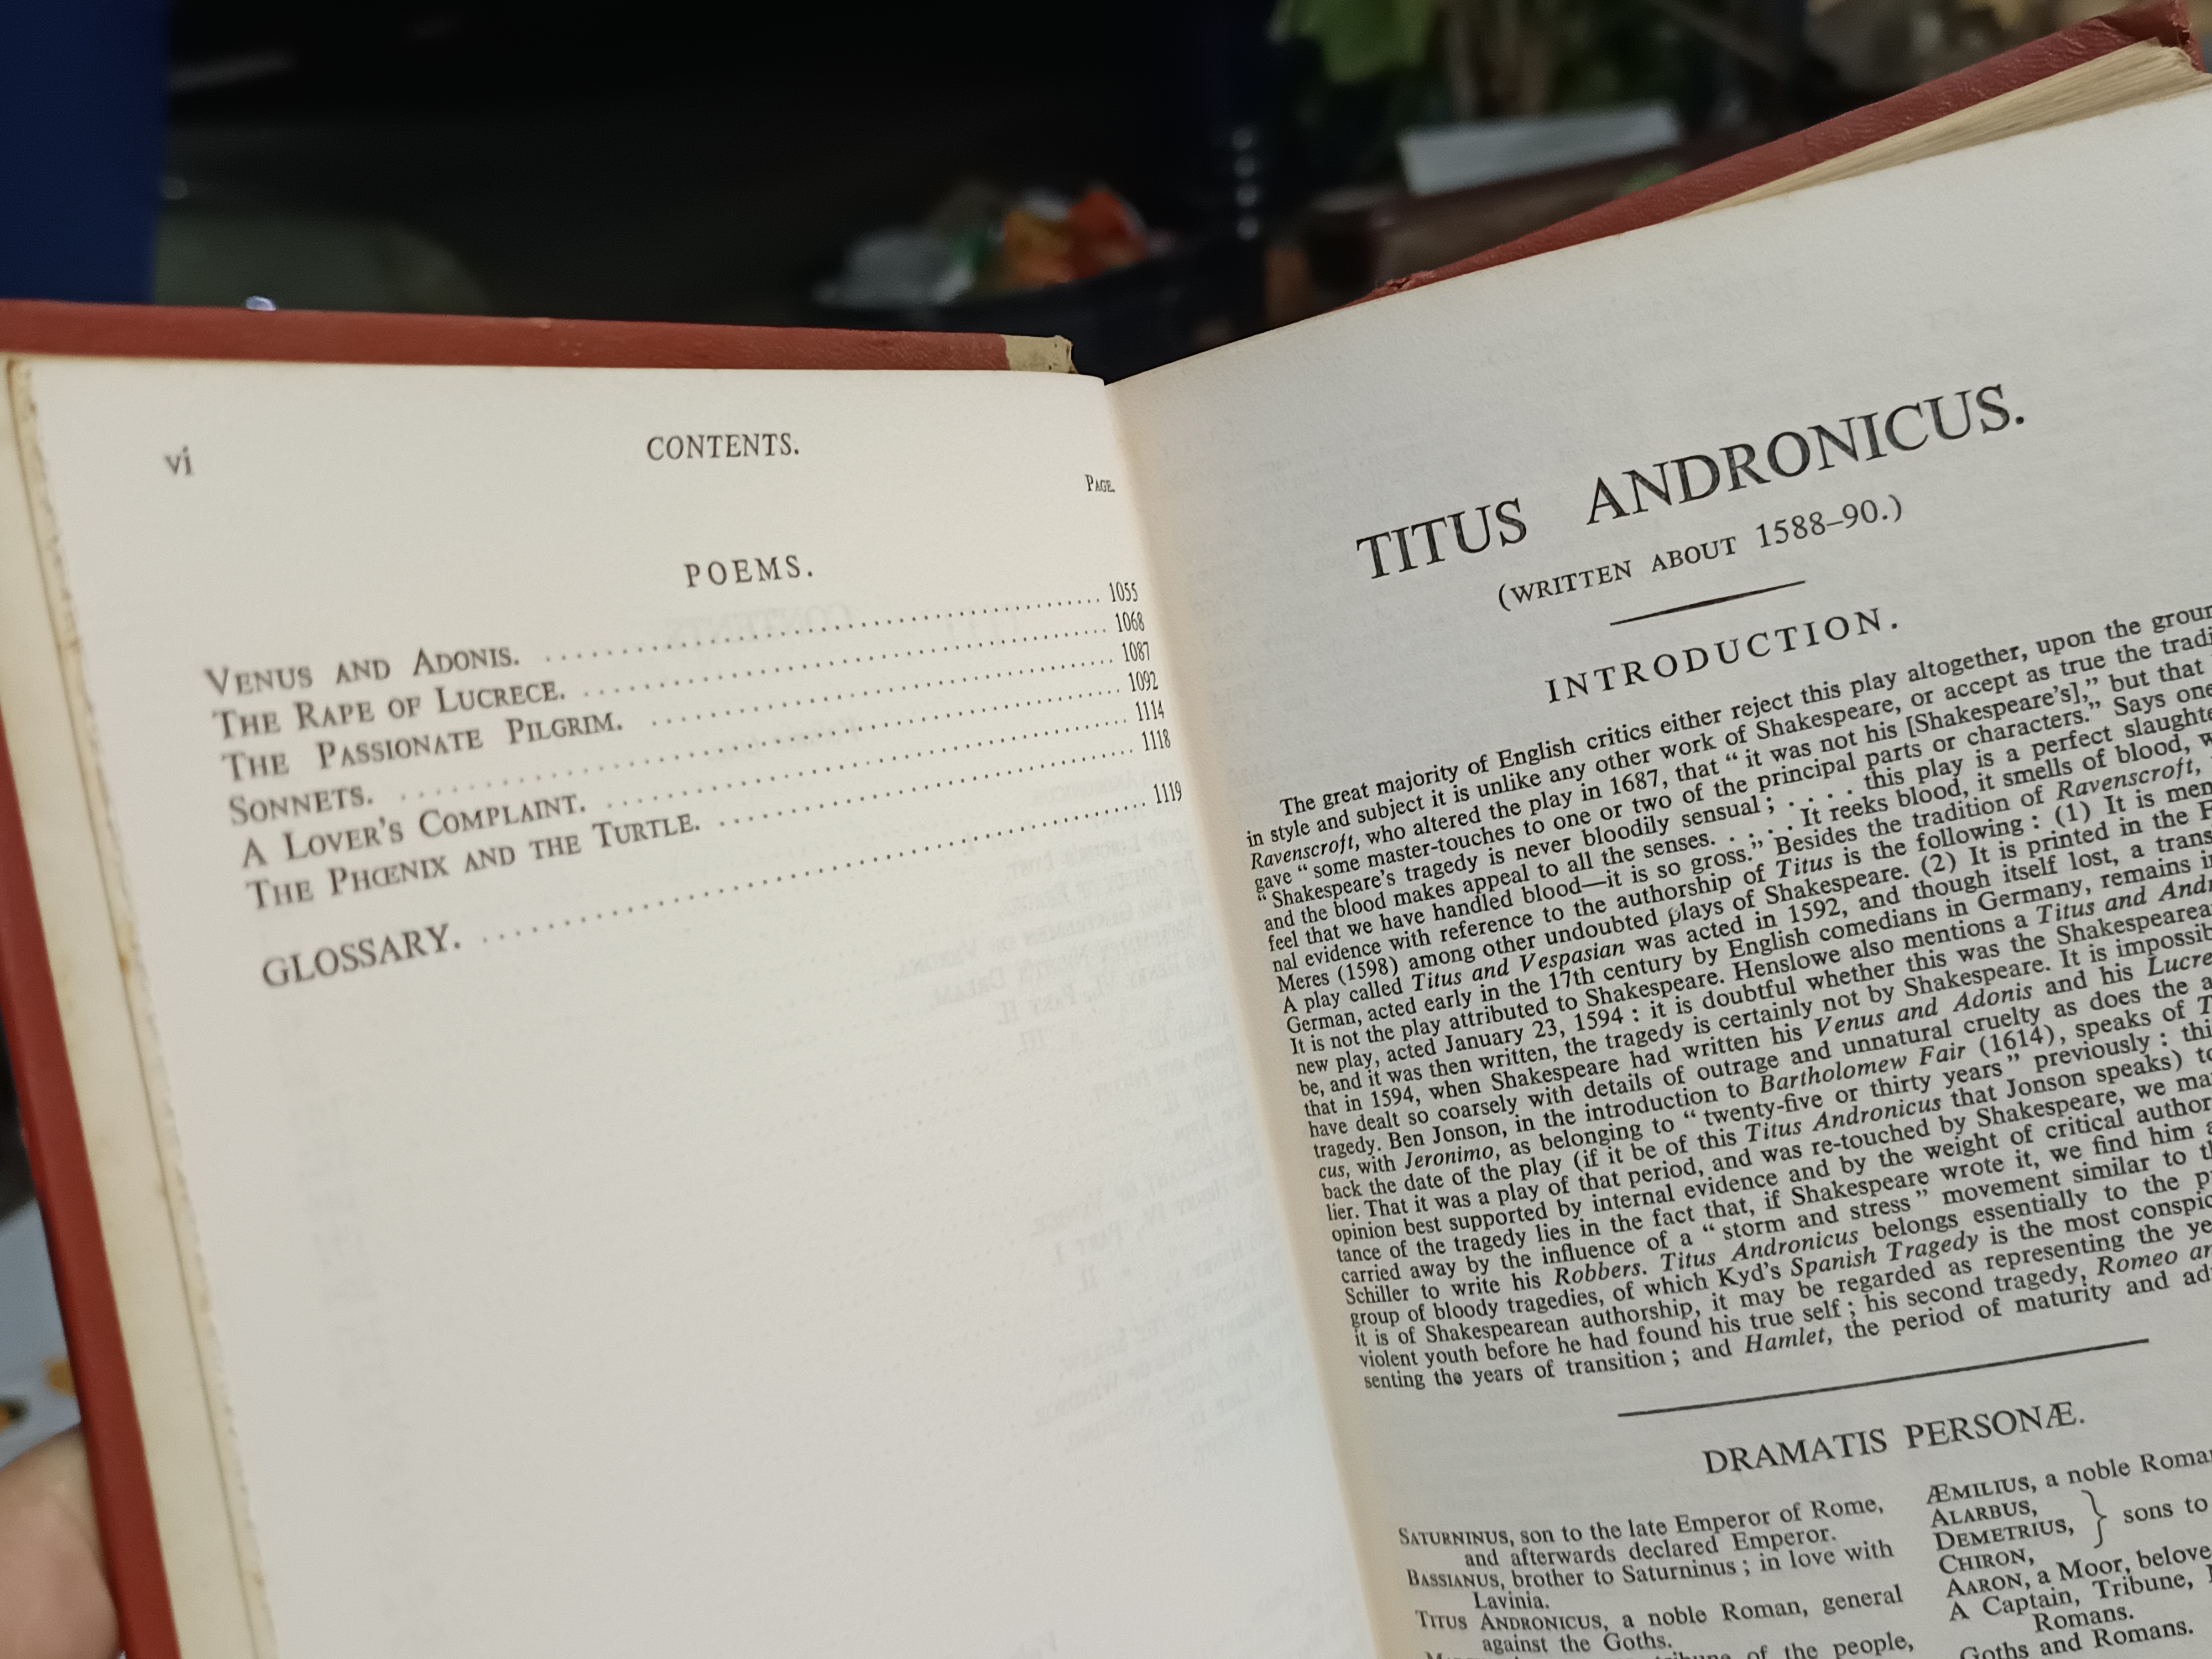 vi
CONTENTS.
PAGE.
POEMS.
VENUS AND ADONIS. 1055
THE RAPE OF LUCRECE. 1068
THE PASSIONATE PILGRIM. 1087
SONNETS. 1092
A LOVER'S COMPLAINT. 1114
THE PHŒNIX AND THE TURTLE. 1118
GLOSSARY. 1119
TITUS ANDRONICUS.
(WRITTEN ABOUT 1588–90.)
INTRODUCTION.
The great majority of English critics either reject this play altogether, upon the
in style and subject it is unlike any other work of Shakespeare, or accept as true the
Ravenscroft, who altered the play in 1687, that “ it was not his [Shakespeare's],” but that
gave “ some master-touches to one or two of the principal parts or characters.” Says one
“ Shakespeare's tragedy is never bloodily sensual ; . . . . this play is a perfect
and the blood makes appeal to all the senses. . . . . It reeks blood, it smells of blood,
feel that we have handled blood—it is so gross.” Besides the tradition of Ravenscroft,
nal evidence with reference to the authorship of Titus is the following : (1) It is
Meres (1598) among other undoubted plays of Shakespeare. (2) It is printed in the
A play called Titus and Vespasian was acted in 1592, and though itself lost, a
German, acted early in the 17th century by English comedians in Germany, remains
It is not the play attributed to Shakespeare. Henslowe also mentions a Titus and
new play, acted January 23, 1594 : it is doubtful whether this was the
be, and it was then written, the tragedy is certainly not by Shakespeare. It is
that in 1594, when Shakespeare had written his Venus and Adonis and his
have dealt so coarsely with details of outrage and unnatural cruelty as does the
tragedy. Ben Jonson, in the introduction to Bartholomew Fair (1614), speaks of
cus, with Jeronimo, as belonging to “ twenty-five or thirty years ” previously :
back the date of the play (if it be of this Titus Andronicus that Jonson speaks)
lier. That it was a play of that period, and was re-touched by Shakespeare, we
opinion best supported by internal evidence and by the weight of critical
tance of the tragedy lies in the fact that, if Shakespeare wrote it, we find him
carried away by the influence of a “ storm and stress ” movement similar to
Schiller to write his Robbers. Titus Andronicus belongs essentially to the
group of bloody tragedies, of which Kyd's Spanish Tragedy is the most
it is of Shakespearean authorship, it may be regarded as representing the
violent youth before he had found his true self ; his second tragedy, Romeo
senting the years of transition ; and Hamlet, the period of maturity and
DRAMATIS PERSONÆ.
SATURNINUS, son to the late Emperor of Rome,
and afterwards declared Emperor.
BASSIANUS, brother to Saturninus ; in love with
Lavinia.
TITUS ANDRONICUS, a noble Roman, general
against the Goths.
of the people,
ÆMILIUS, a noble
ALARBUS,
DEMETRIUS, } sons to
CHIRON,
AARON, a Moor,
A Captain, Tribune,
Romans.
Goths and Romans.